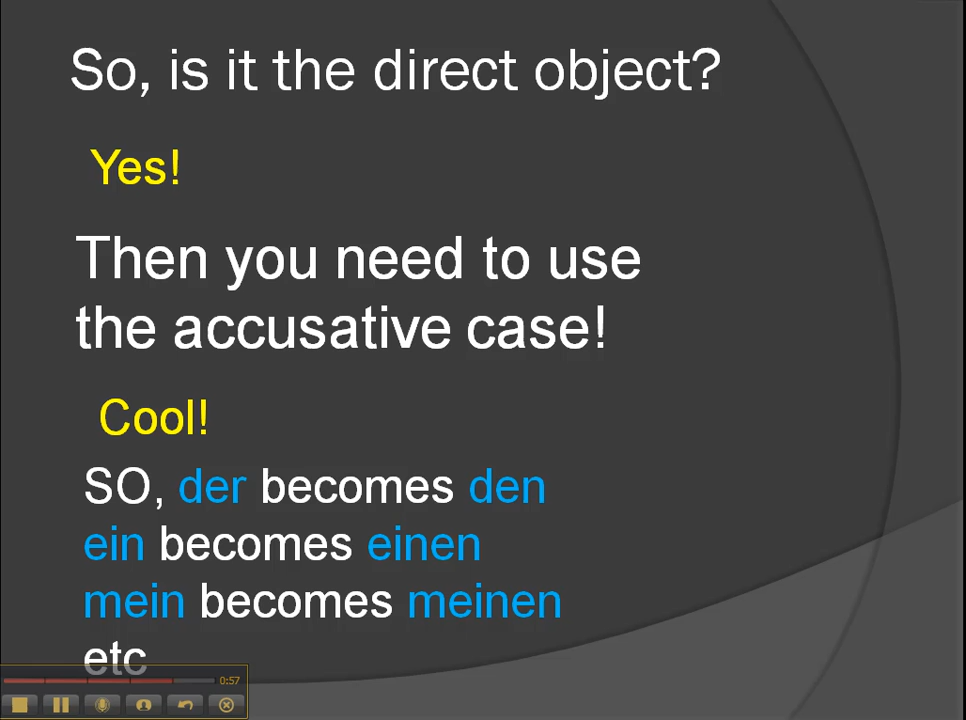 So, is it the direct object?
Yes!
Then you need to use
the accusative case!
Cool!
SO, der becomes den
ein becomes einen
mein becomes meinen
etc
0:57